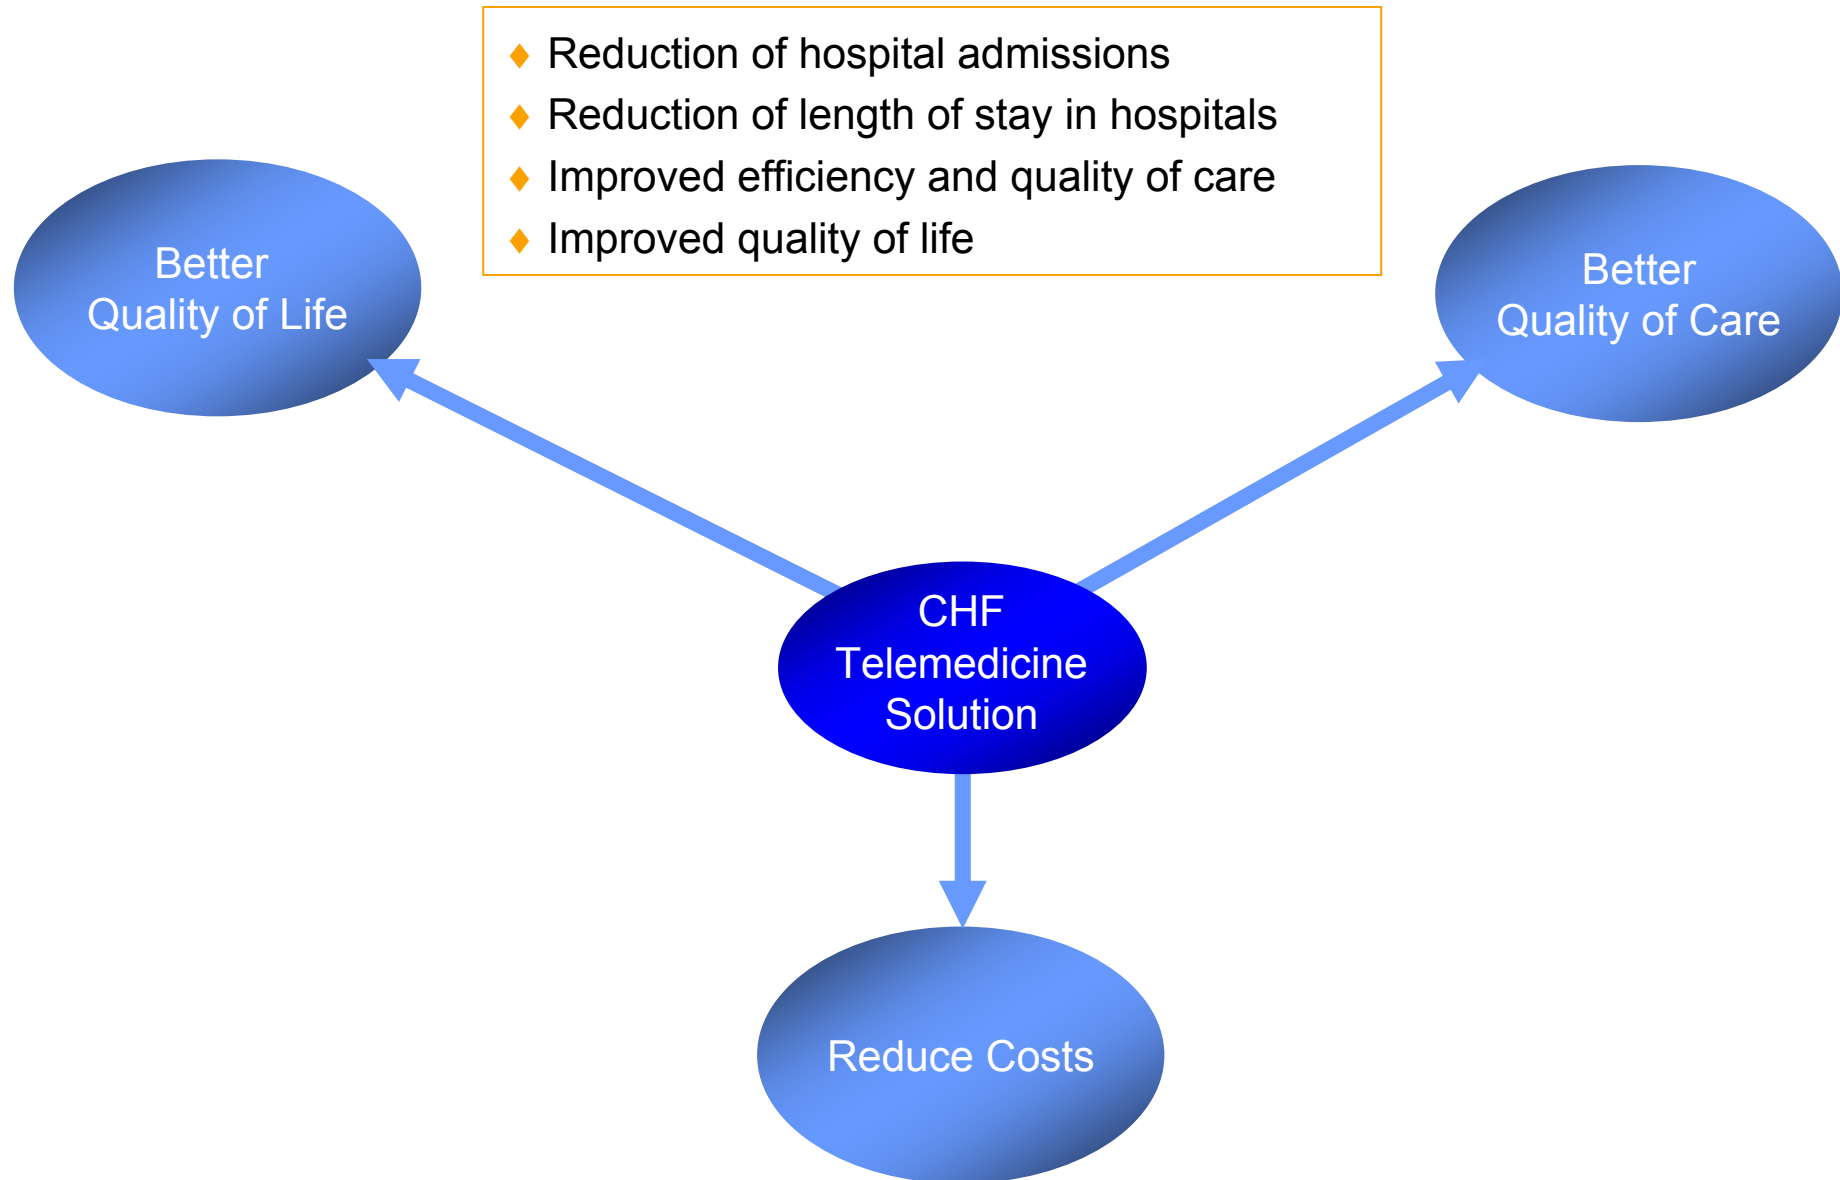 ♦ Reduction of hospital admissions
♦ Reduction of length of stay in hospitals
♦ Improved efficiency and quality of care
♦ Improved quality of life
Better
Quality of Life
Better
Quality of Care
CHF
Telemedicine
Solution
Reduce Costs